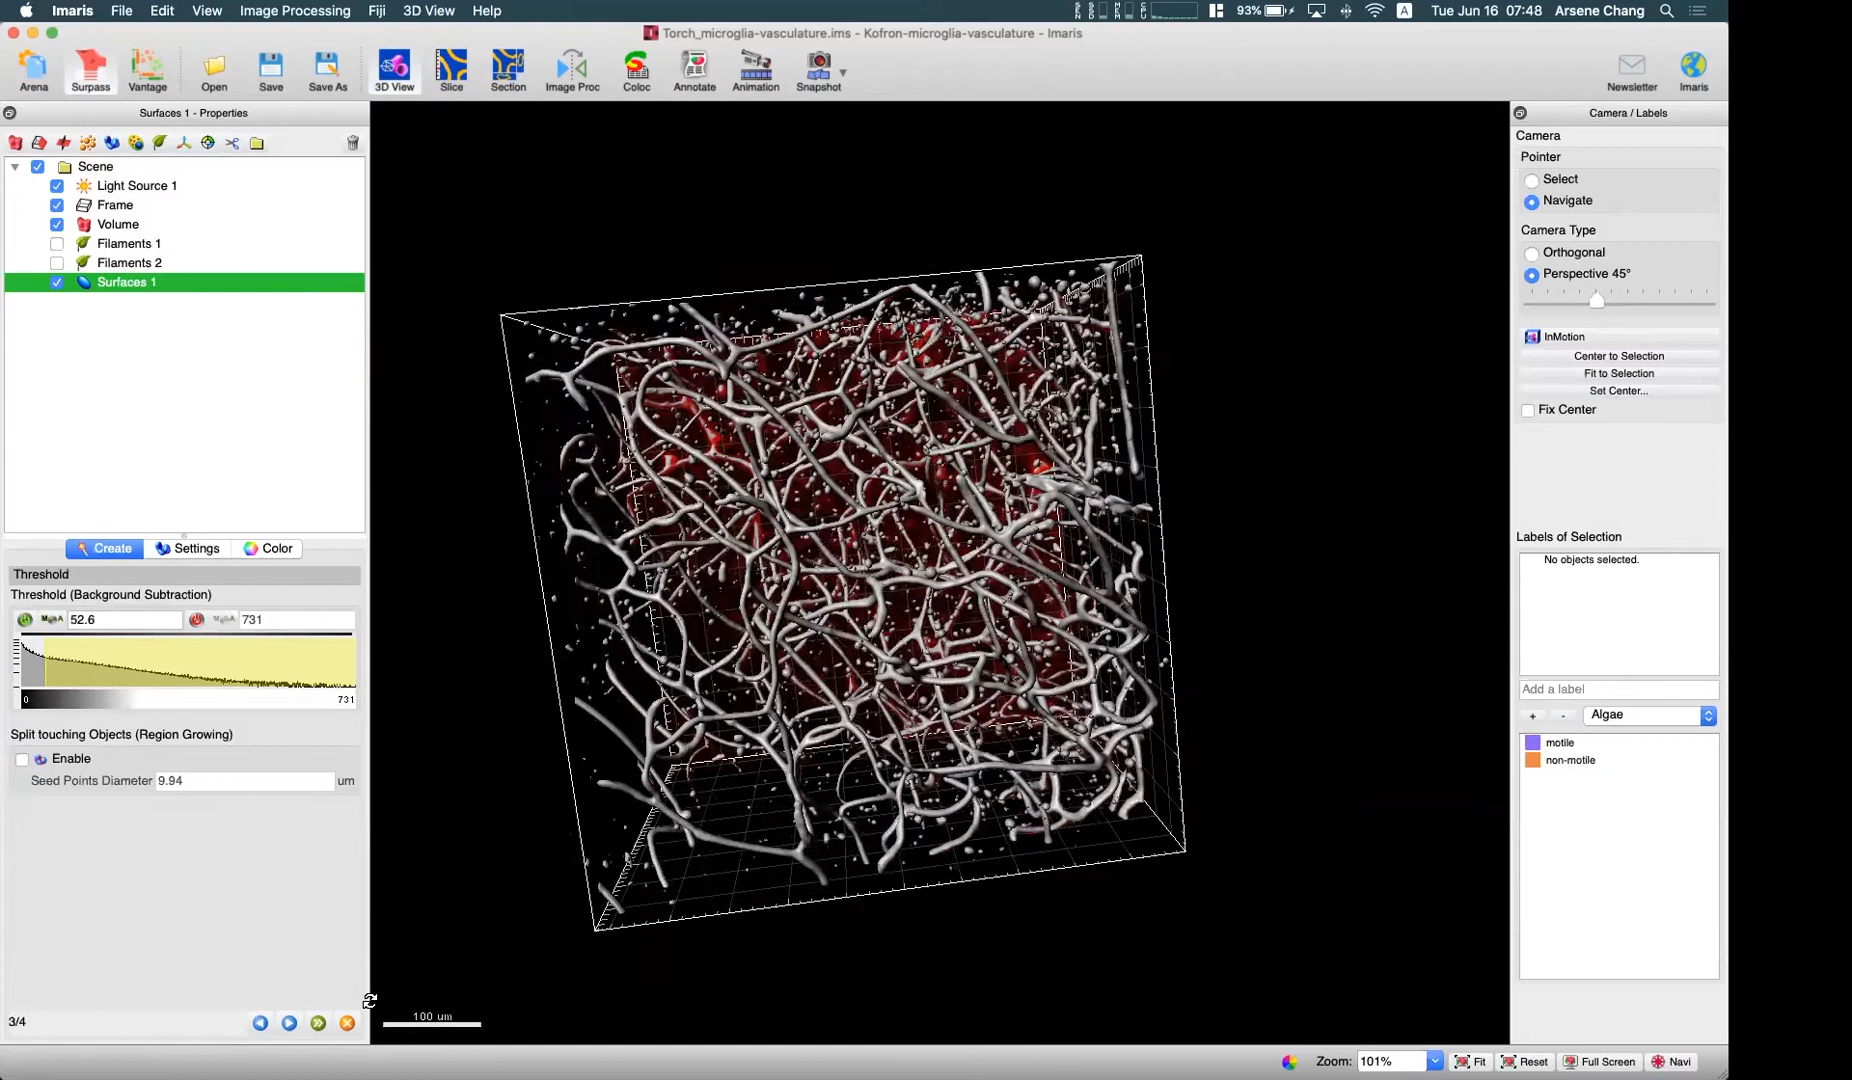 Imaris File Edit View Image Processing Fiji 3D View Help 93% A Tue Jun 16 07:48 Arsene Chang
Torch_microglia-vasculature.ims - Kofron-microglia-vasculature - Imaris
Arena Surpass Vantage Open Save Save As 3D View Slice Section Image Proc Coloc Annotate Animation Snapshot Newsletter Imaris
Surfaces 1 - Properties
Scene
Light Source 1
Frame
Volume
Filaments 1
Filaments 2
Surfaces 1
Create Settings Color
Threshold
Threshold (Background Subtraction)
52.6 731
0 731
Split touching Objects (Region Growing)
Enable
Seed Points Diameter 9.94 um
3/4
100 um
Camera / Labels
Camera
Pointer
Select
Navigate
Camera Type
Orthogonal
Perspective 45°
InMotion
Center to Selection
Fit to Selection
Set Center...
Fix Center
Labels of Selection
No objects selected.
Add a label
+ - Algae
motile
non-motile
Zoom: 101% Fit Reset Full Screen Navi